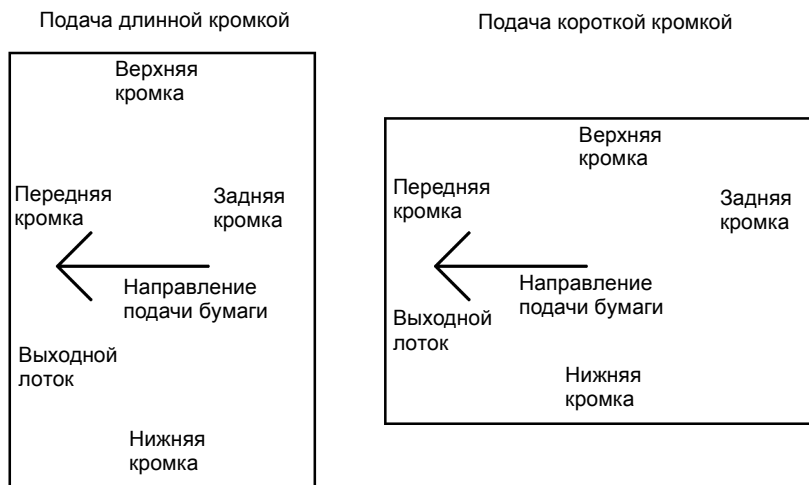 Подача длинной кромкой
Верхняя
кромка
Передняя
кромка
Задняя
кромка
Направление
подачи бумаги
Выходной
лоток
Нижняя
кромка
Подача короткой кромкой
Верхняя
кромка
Передняя
кромка
Задняя
кромка
Направление
подачи бумаги
Выходной
лоток
Нижняя
кромка